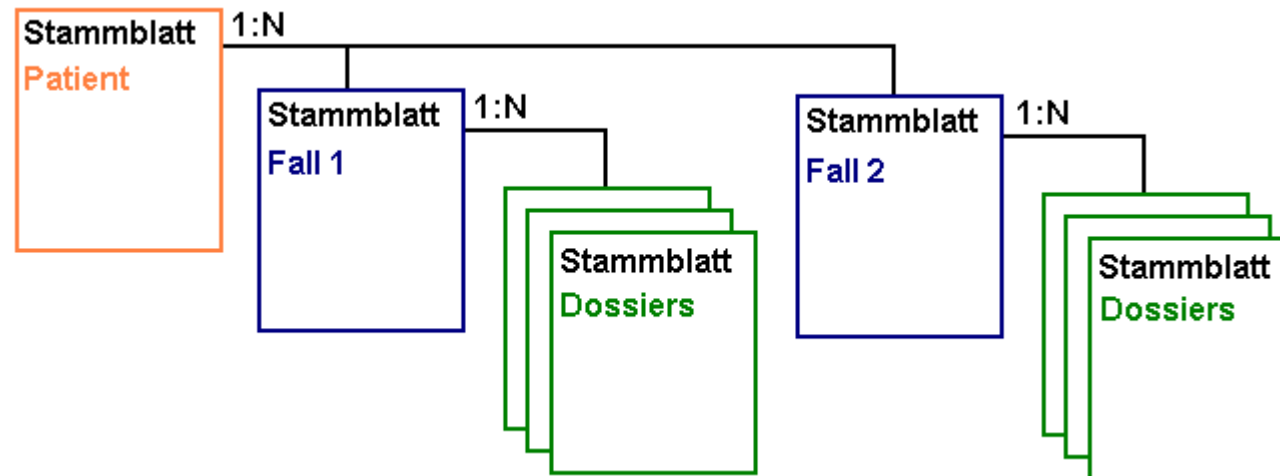 Stammblatt
Patient
1:N
Stammblatt
Fall 1
1:N
Stammblatt
Dossiers
Stammblatt
Fall 2
1:N
Stammblatt
Dossiers